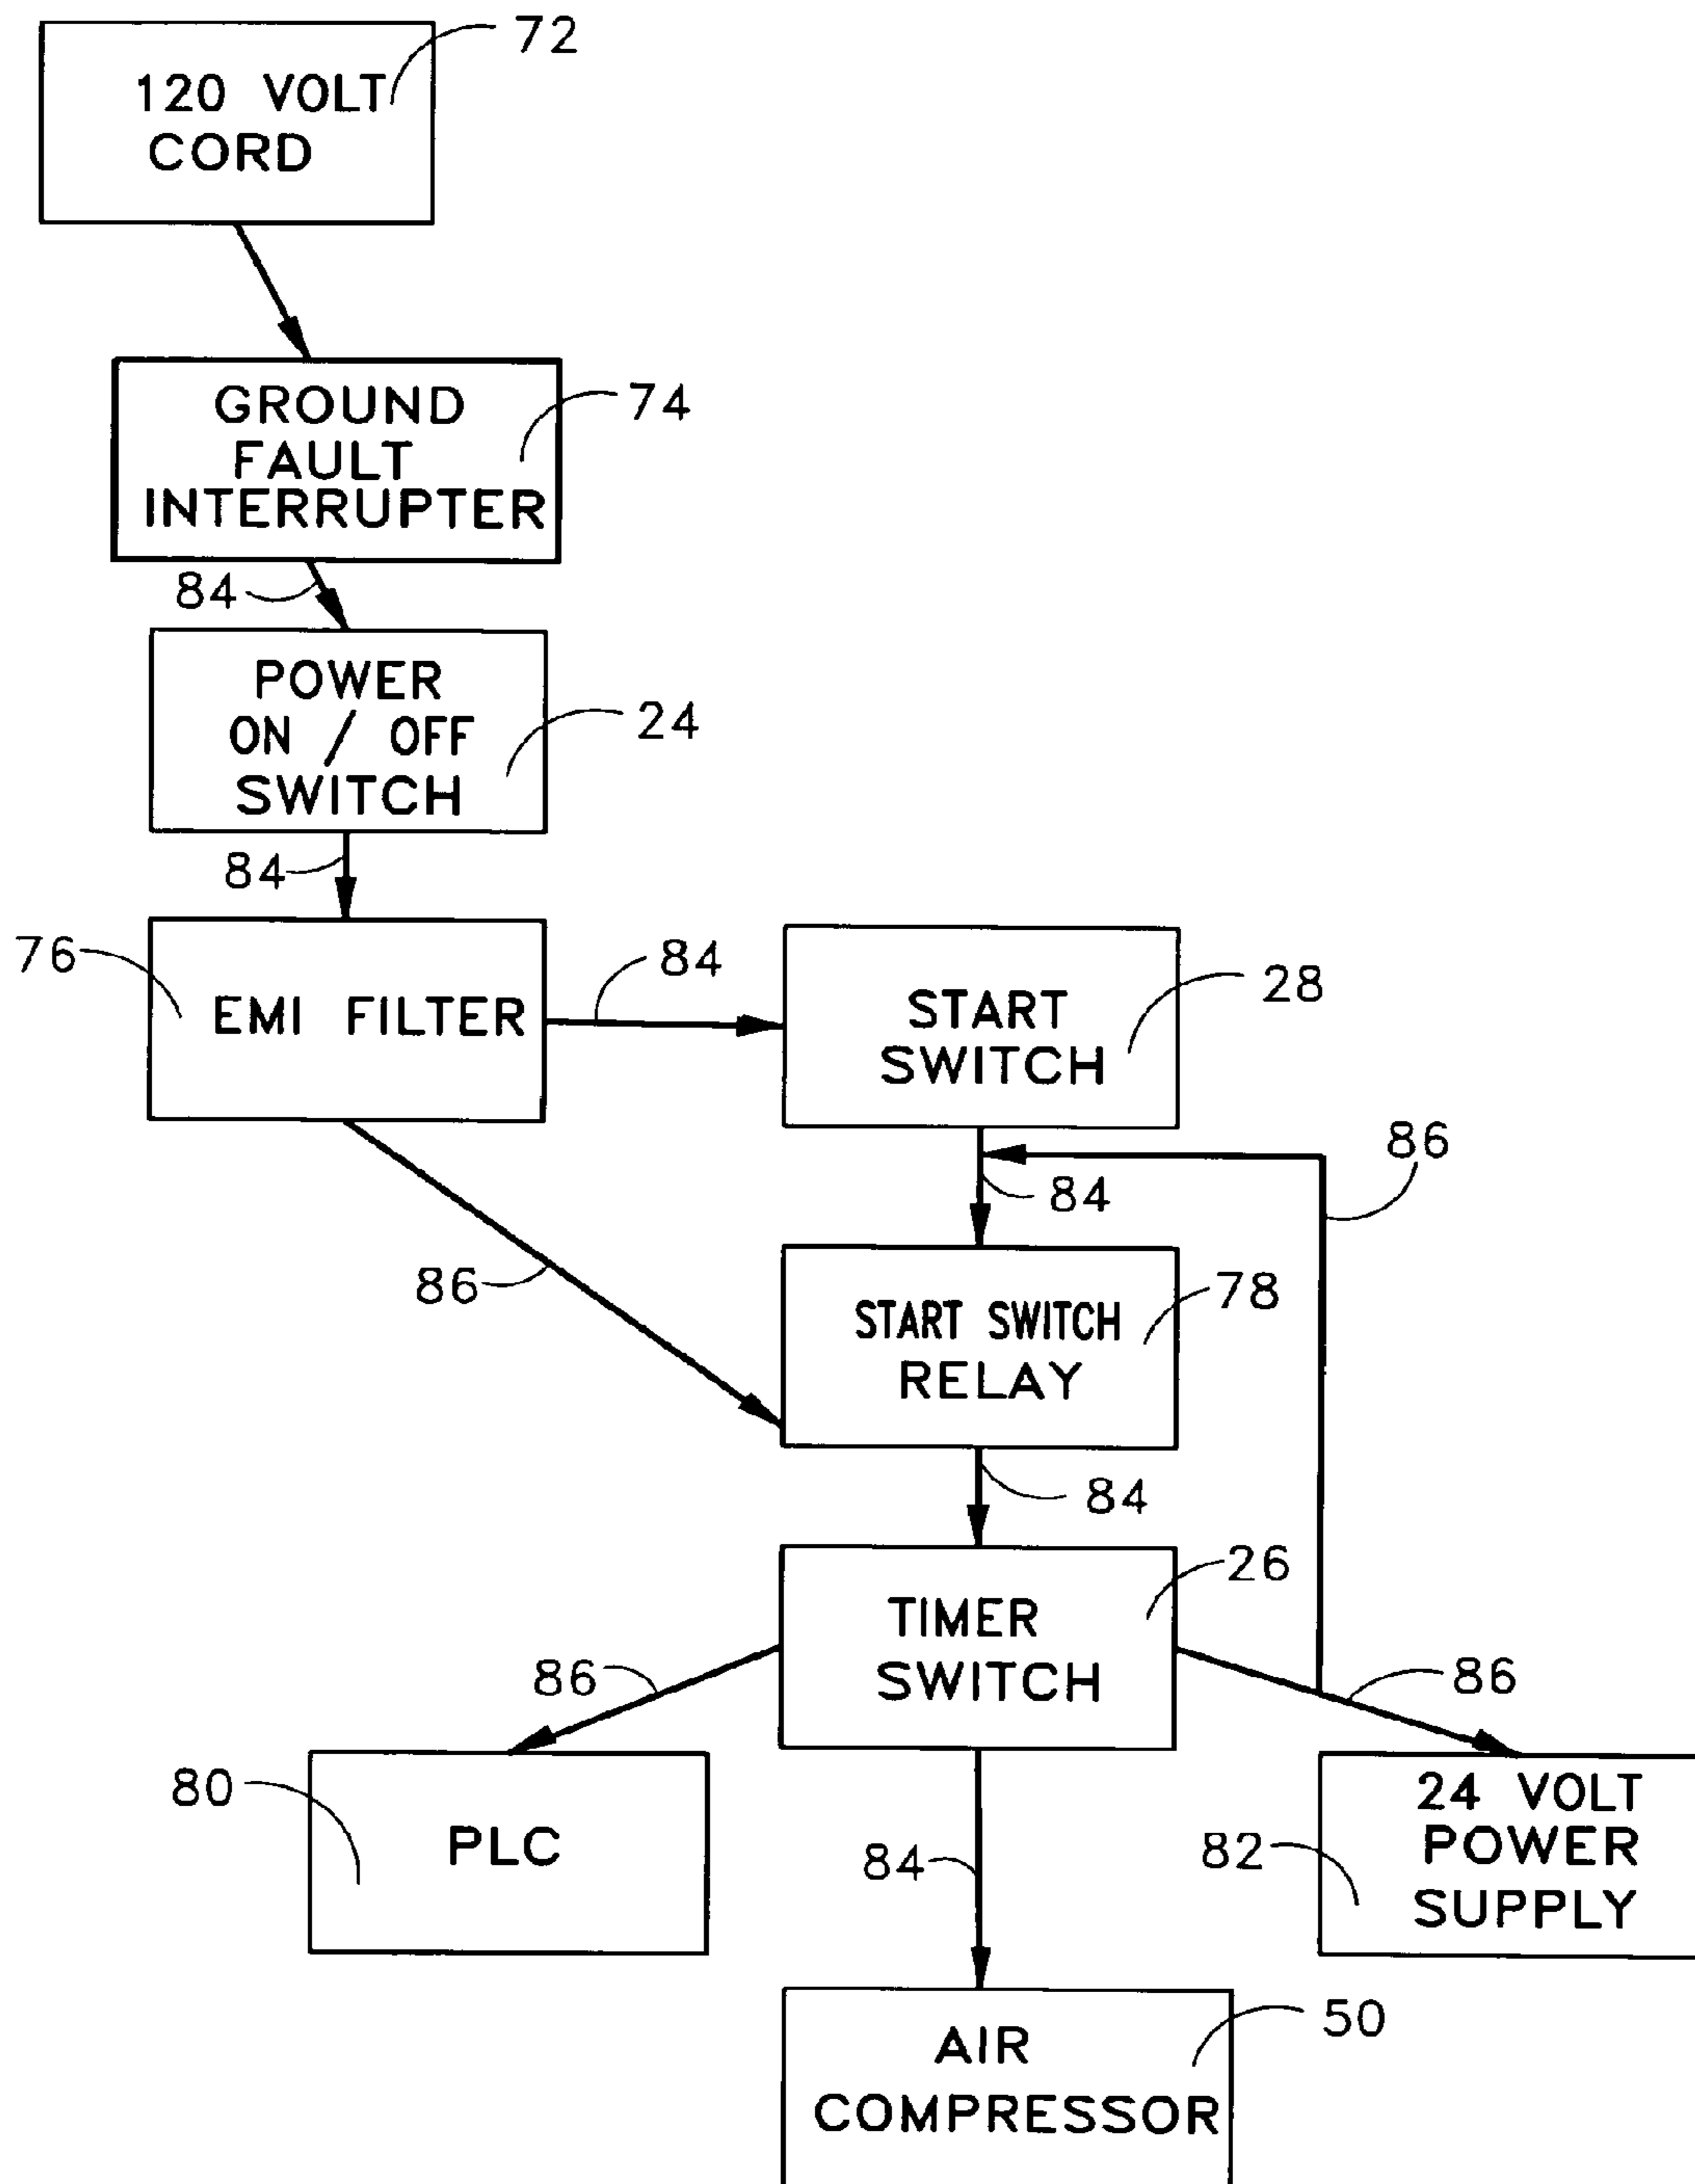 72
120 VOLT
CORD
74
GROUND
FAULT
INTERRUPTER
84
POWER
ON / OFF
SWITCH
24
84
76
EMI FILTER
84
START
SWITCH
28
86
84
86
START SWITCH
RELAY
78
84
TIMER
SWITCH
26
86
86
80
PLC
84
82
24 VOLT
POWER
SUPPLY
AIR
COMPRESSOR
50